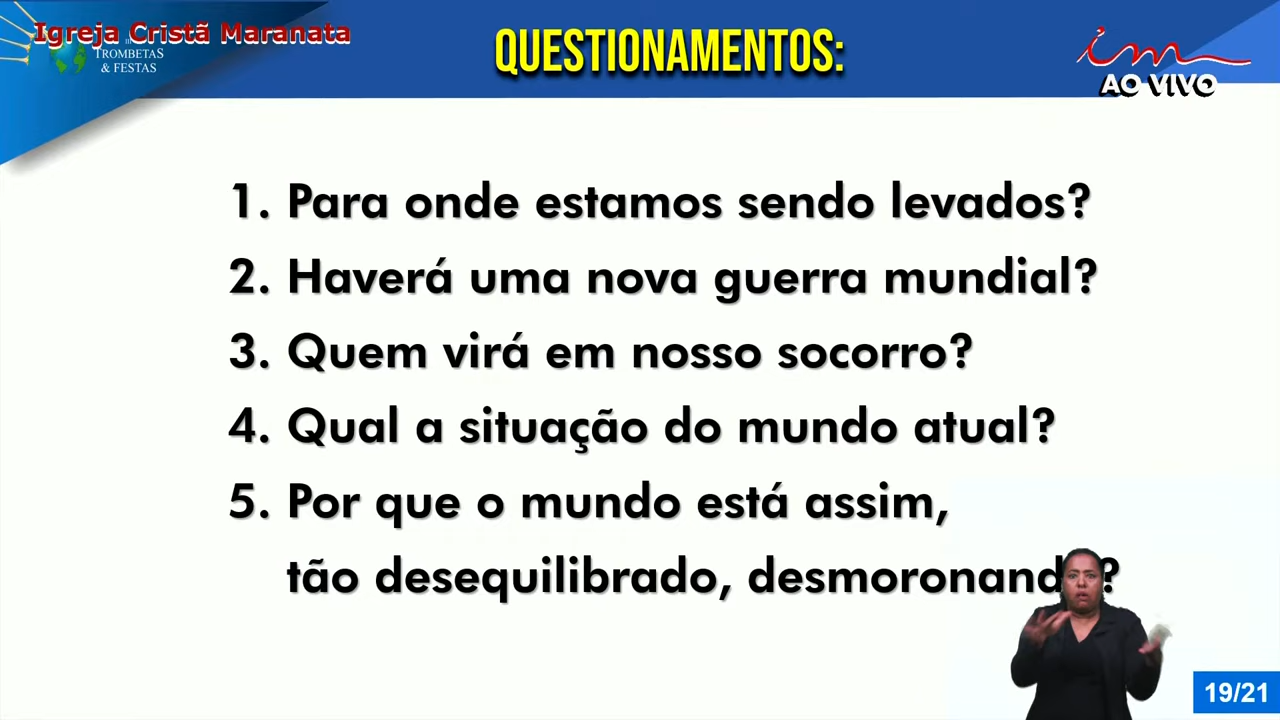 Igreja Cristã Maranata
TROMBETAS
& FESTAS
QUESTIONAMENTOS:
im
AO VIVO
1. Para onde estamos sendo levados?
2. Haverá uma nova guerra mundial?
3. Quem virá em nosso socorro?
4. Qual a situação do mundo atual?
5. Por que o mundo está assim,
tão desequilibrado, desmoronand ?
19/21